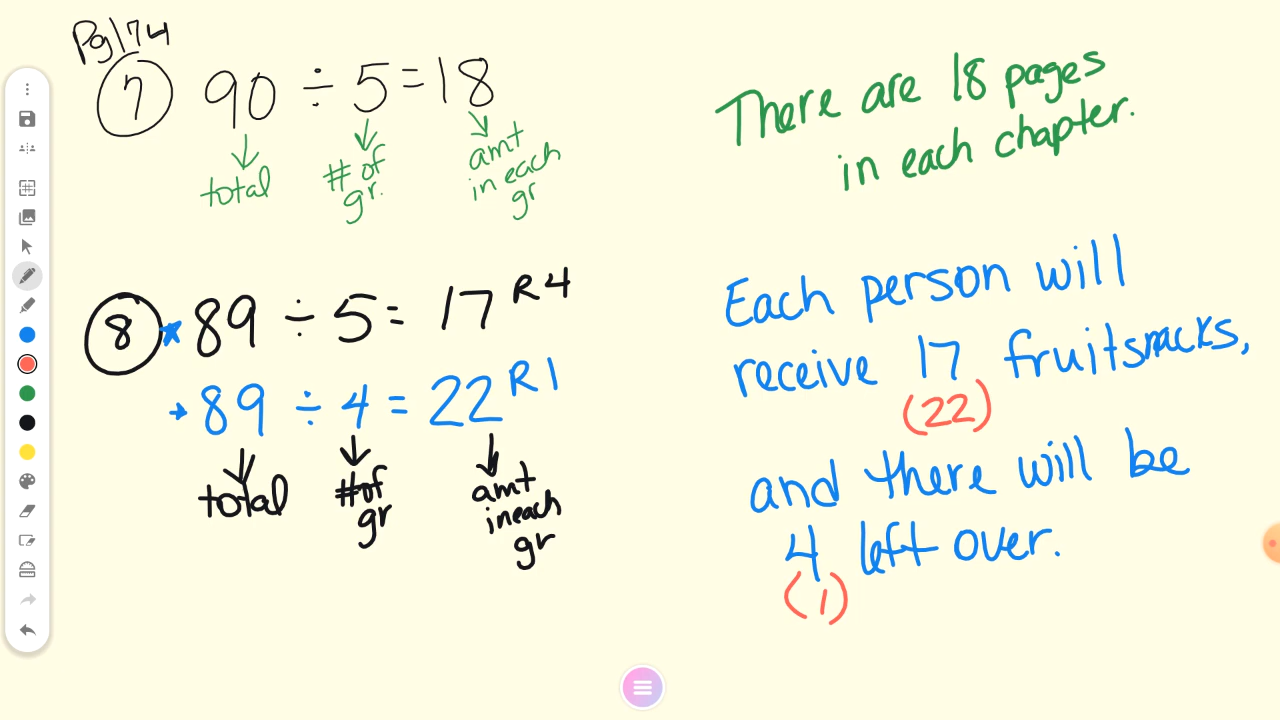 Pg174
7 90 ÷ 5 = 18
total
# of gr.
amt in each gr
There are 18 pages
in each chapter.
8 * 89 ÷ 5 = 17 R4
→ 89 ÷ 4 = 22 R1
total
# of gr
amt in each gr
Each person will
receive 17 fruitsnacks,
(22)
and there will be
4 left over.
(1)